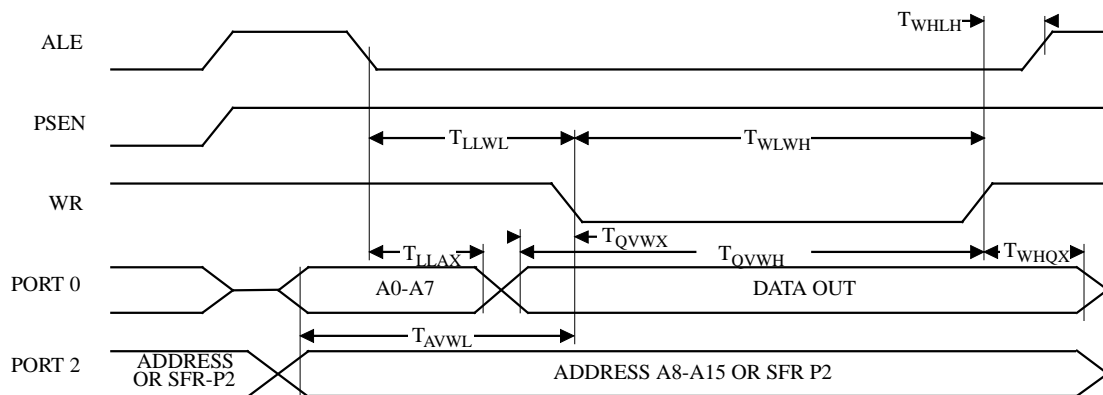 T_WHLH
ALE
PSEN
T_LLWL
T_WLWH
WR
T_QVWX
T_LLAX
T_QVWH
T_WHQX
PORT 0
A0-A7
DATA OUT
T_AVWL
PORT 2
ADDRESS
OR SFR-P2
ADDRESS A8-A15 OR SFR P2